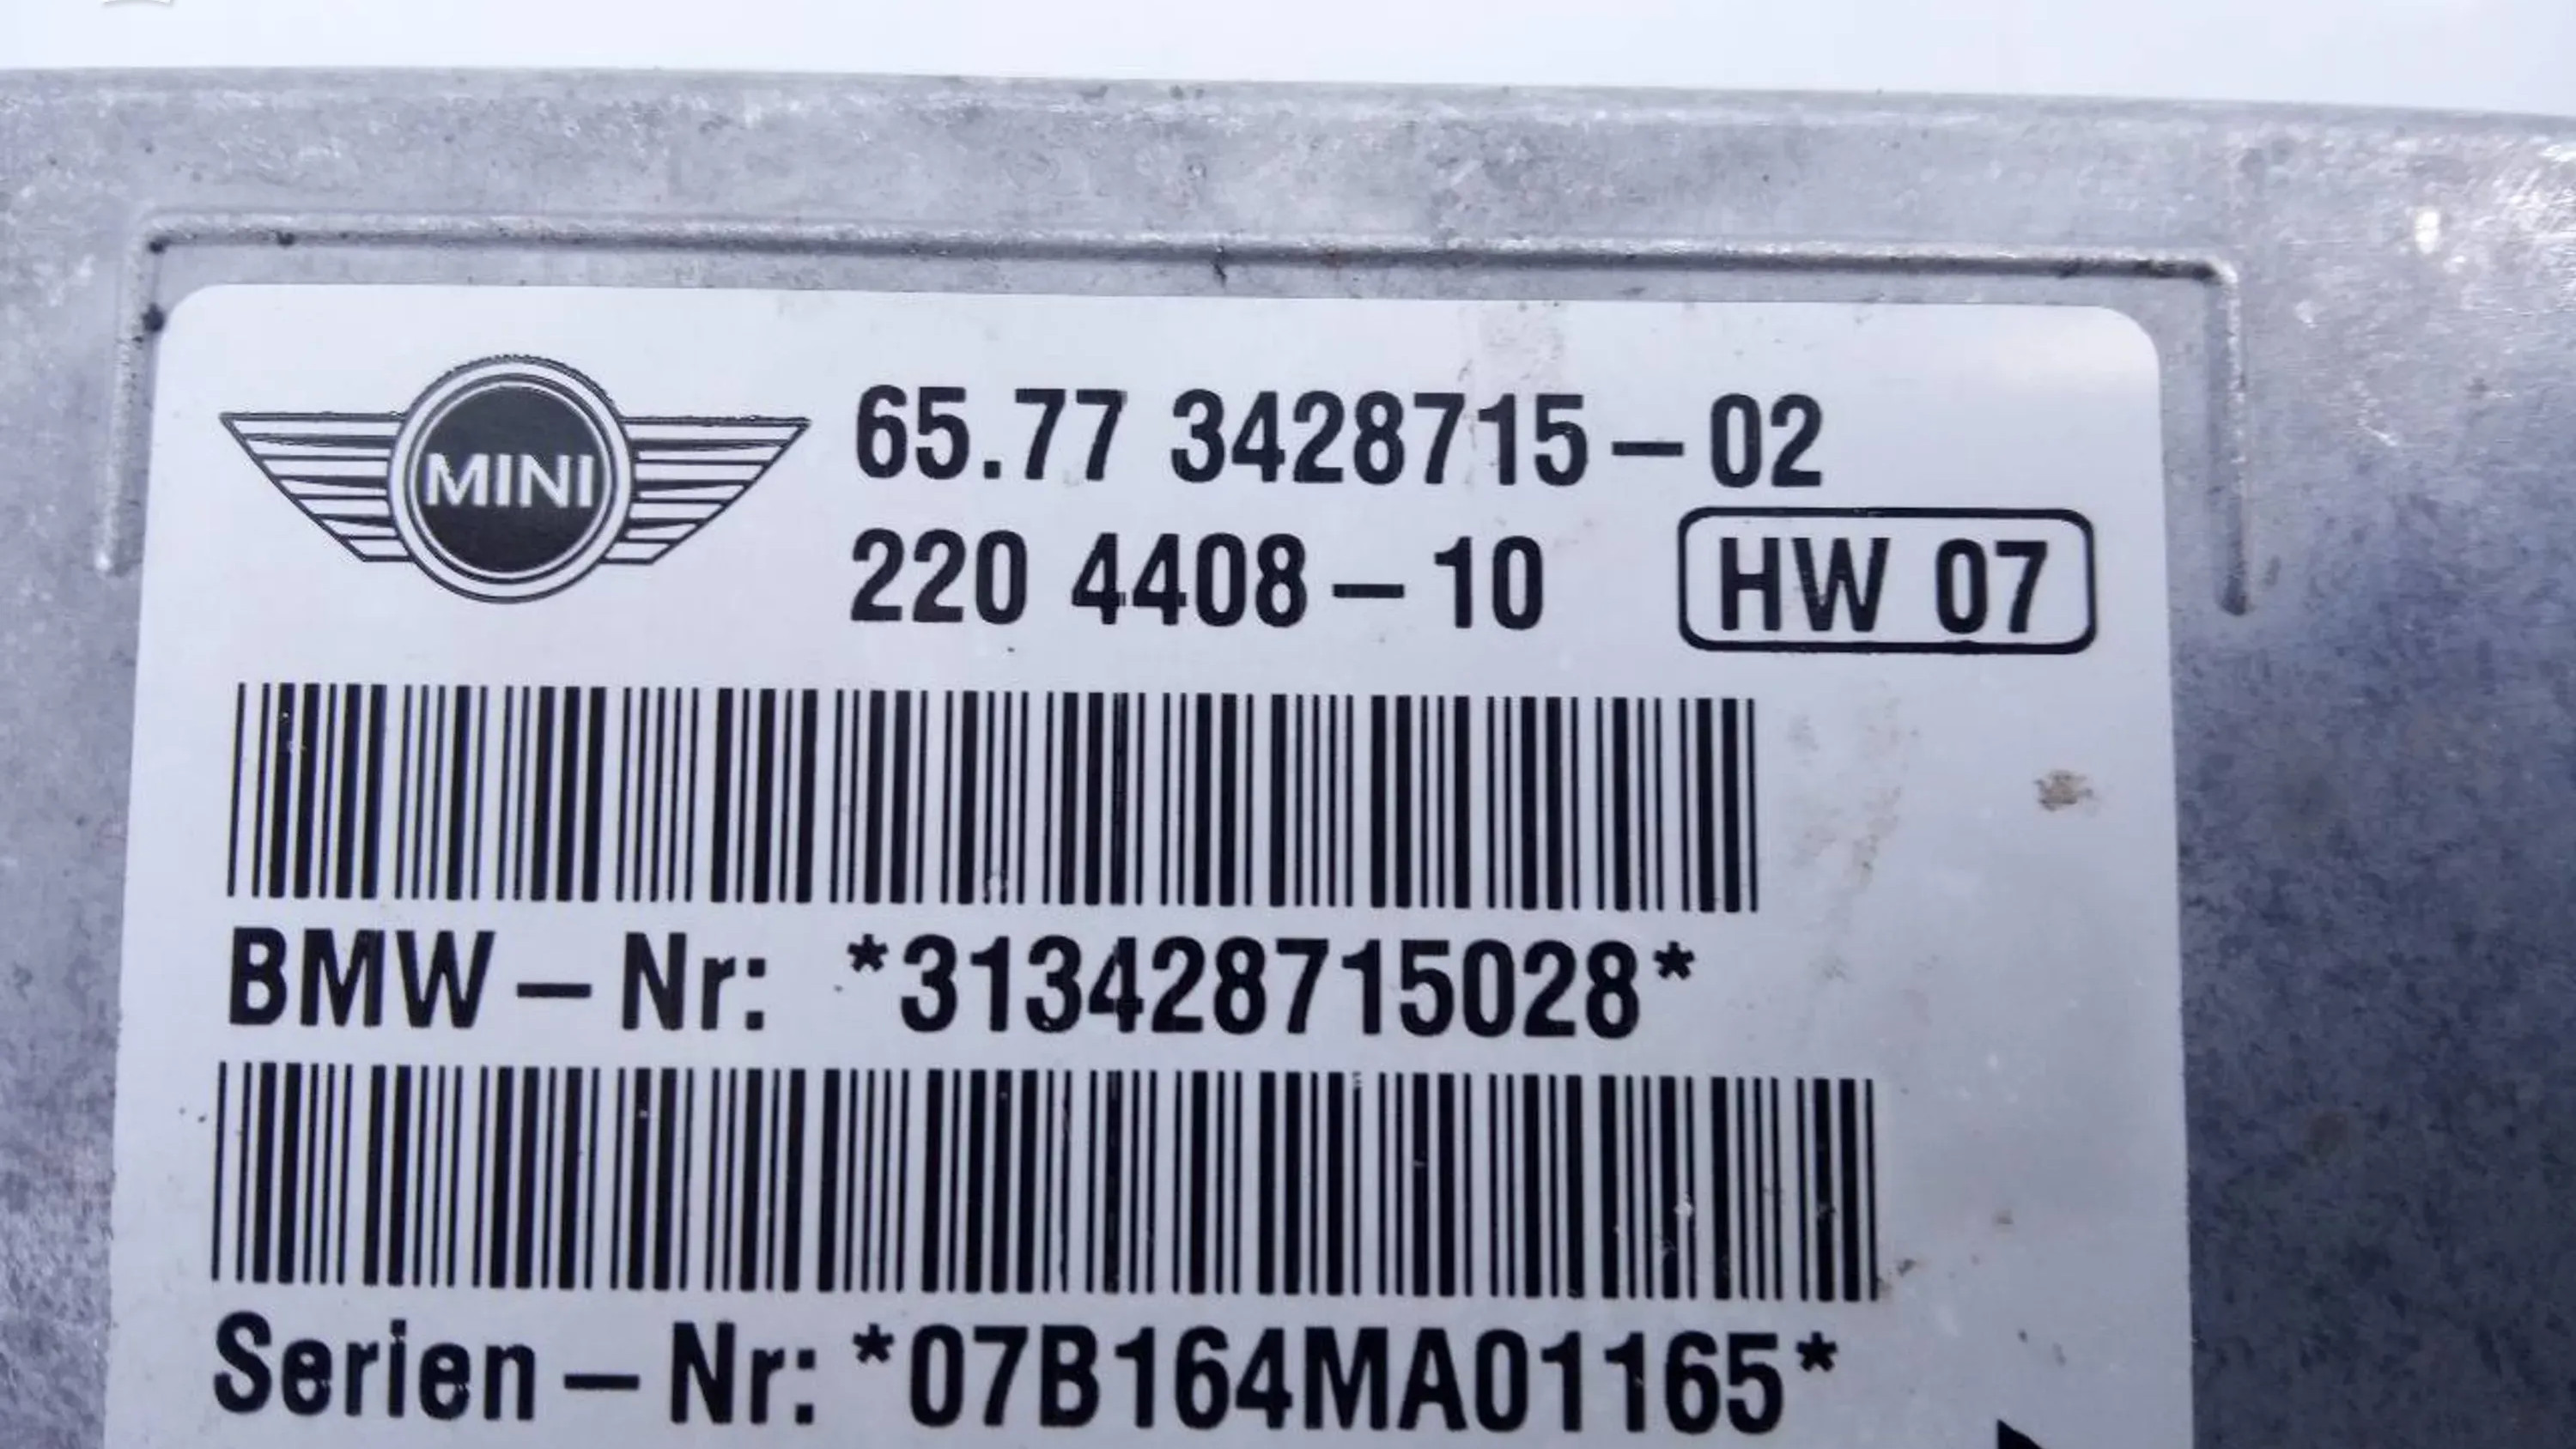 MINI
65.77 3428715-02
220 4408-10 HW 07
BMW-Nr: *313428715028*
Serien-Nr: *07B164MA01165*